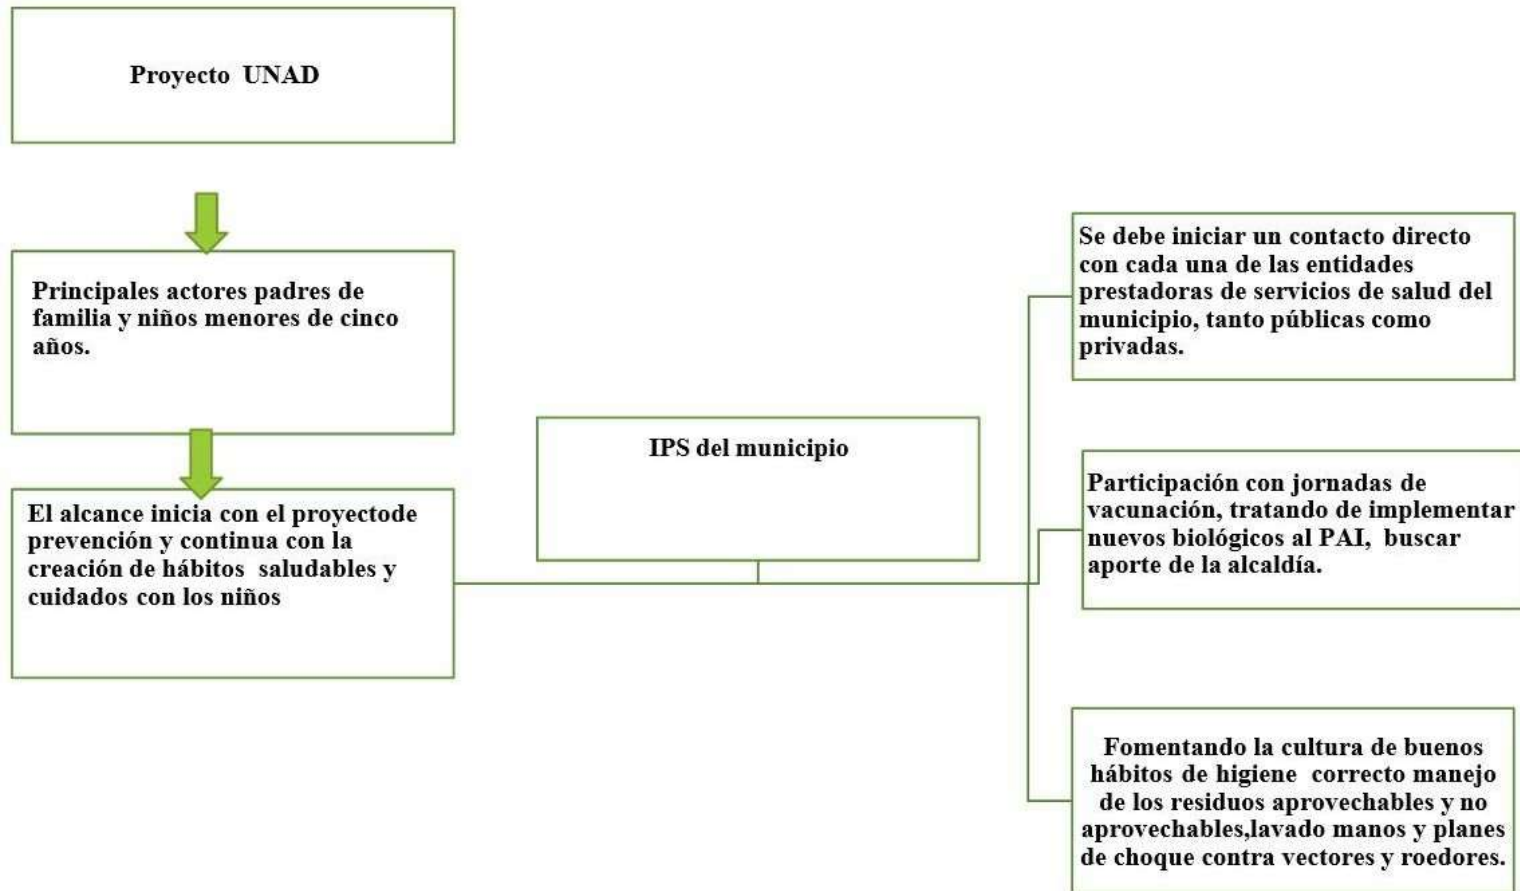 Proyecto UNAD
Principales actores padres de
familia y niños menores de cinco
años.
El alcance inicia con el proyectode
prevención y continua con la
creación de hábitos saludables y
cuidados con los niños
IPS del municipio
Se debe iniciar un contacto directo
con cada una de las entidades
prestadoras de servicios de salud del
municipio, tanto públicas como
privadas.
Participación con jornadas de
vacunación, tratando de implementar
nuevos biológicos al PAI, buscar
aporte de la alcaldía.
Fomentando la cultura de buenos
hábitos de higiene correcto manejo
de los residuos aprovechables y no
aprovechables,lavado manos y planes
de choque contra vectores y roedores.